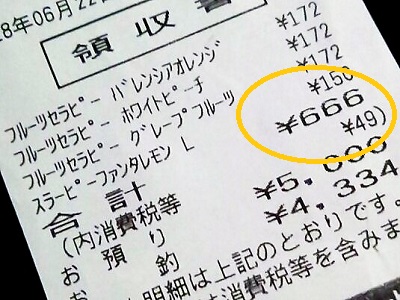 28年06月22日
領収書
フルーツセラピー バレンシアオレンジ ¥172
フルーツセラピー ホワイトピーチ ¥172
フルーツセラピー グレープフルーツ ¥172
スラーピーファンタレモン L ¥150
合計 ¥666
(内消費税等 ¥49)
お預り ¥5,000
お釣 ¥4,334
明細は上記のとおりです。
消費税等を含みま